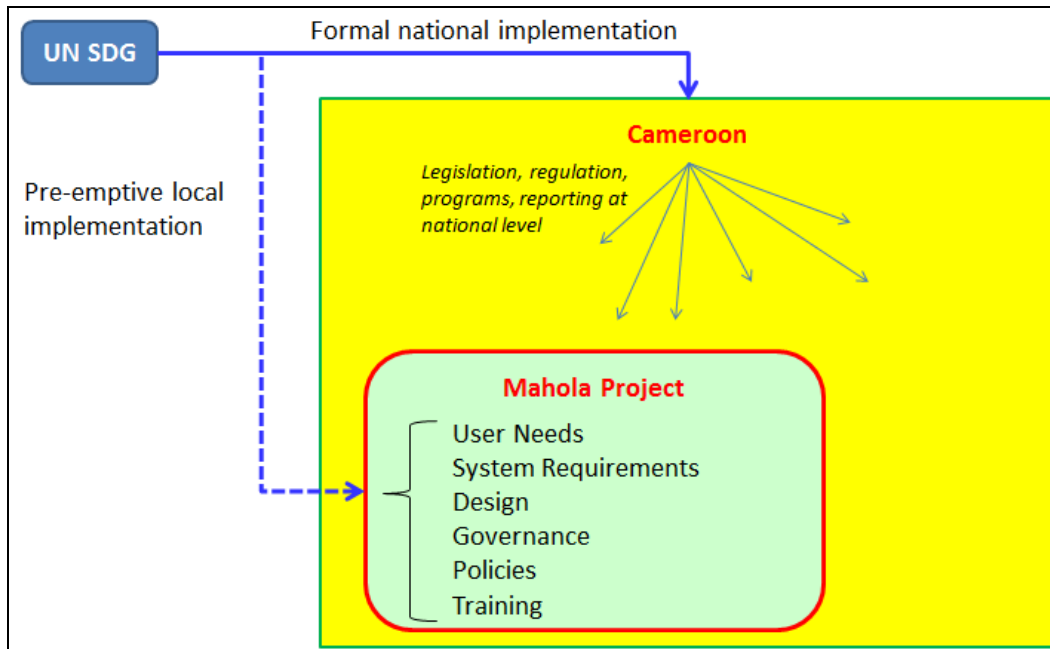 UN SDG
Formal national implementation
Pre-emptive local
implementation
Cameroon
Legislation, regulation,
programs, reporting at
national level
Mahola Project
User Needs
System Requirements
Design
Governance
Policies
Training